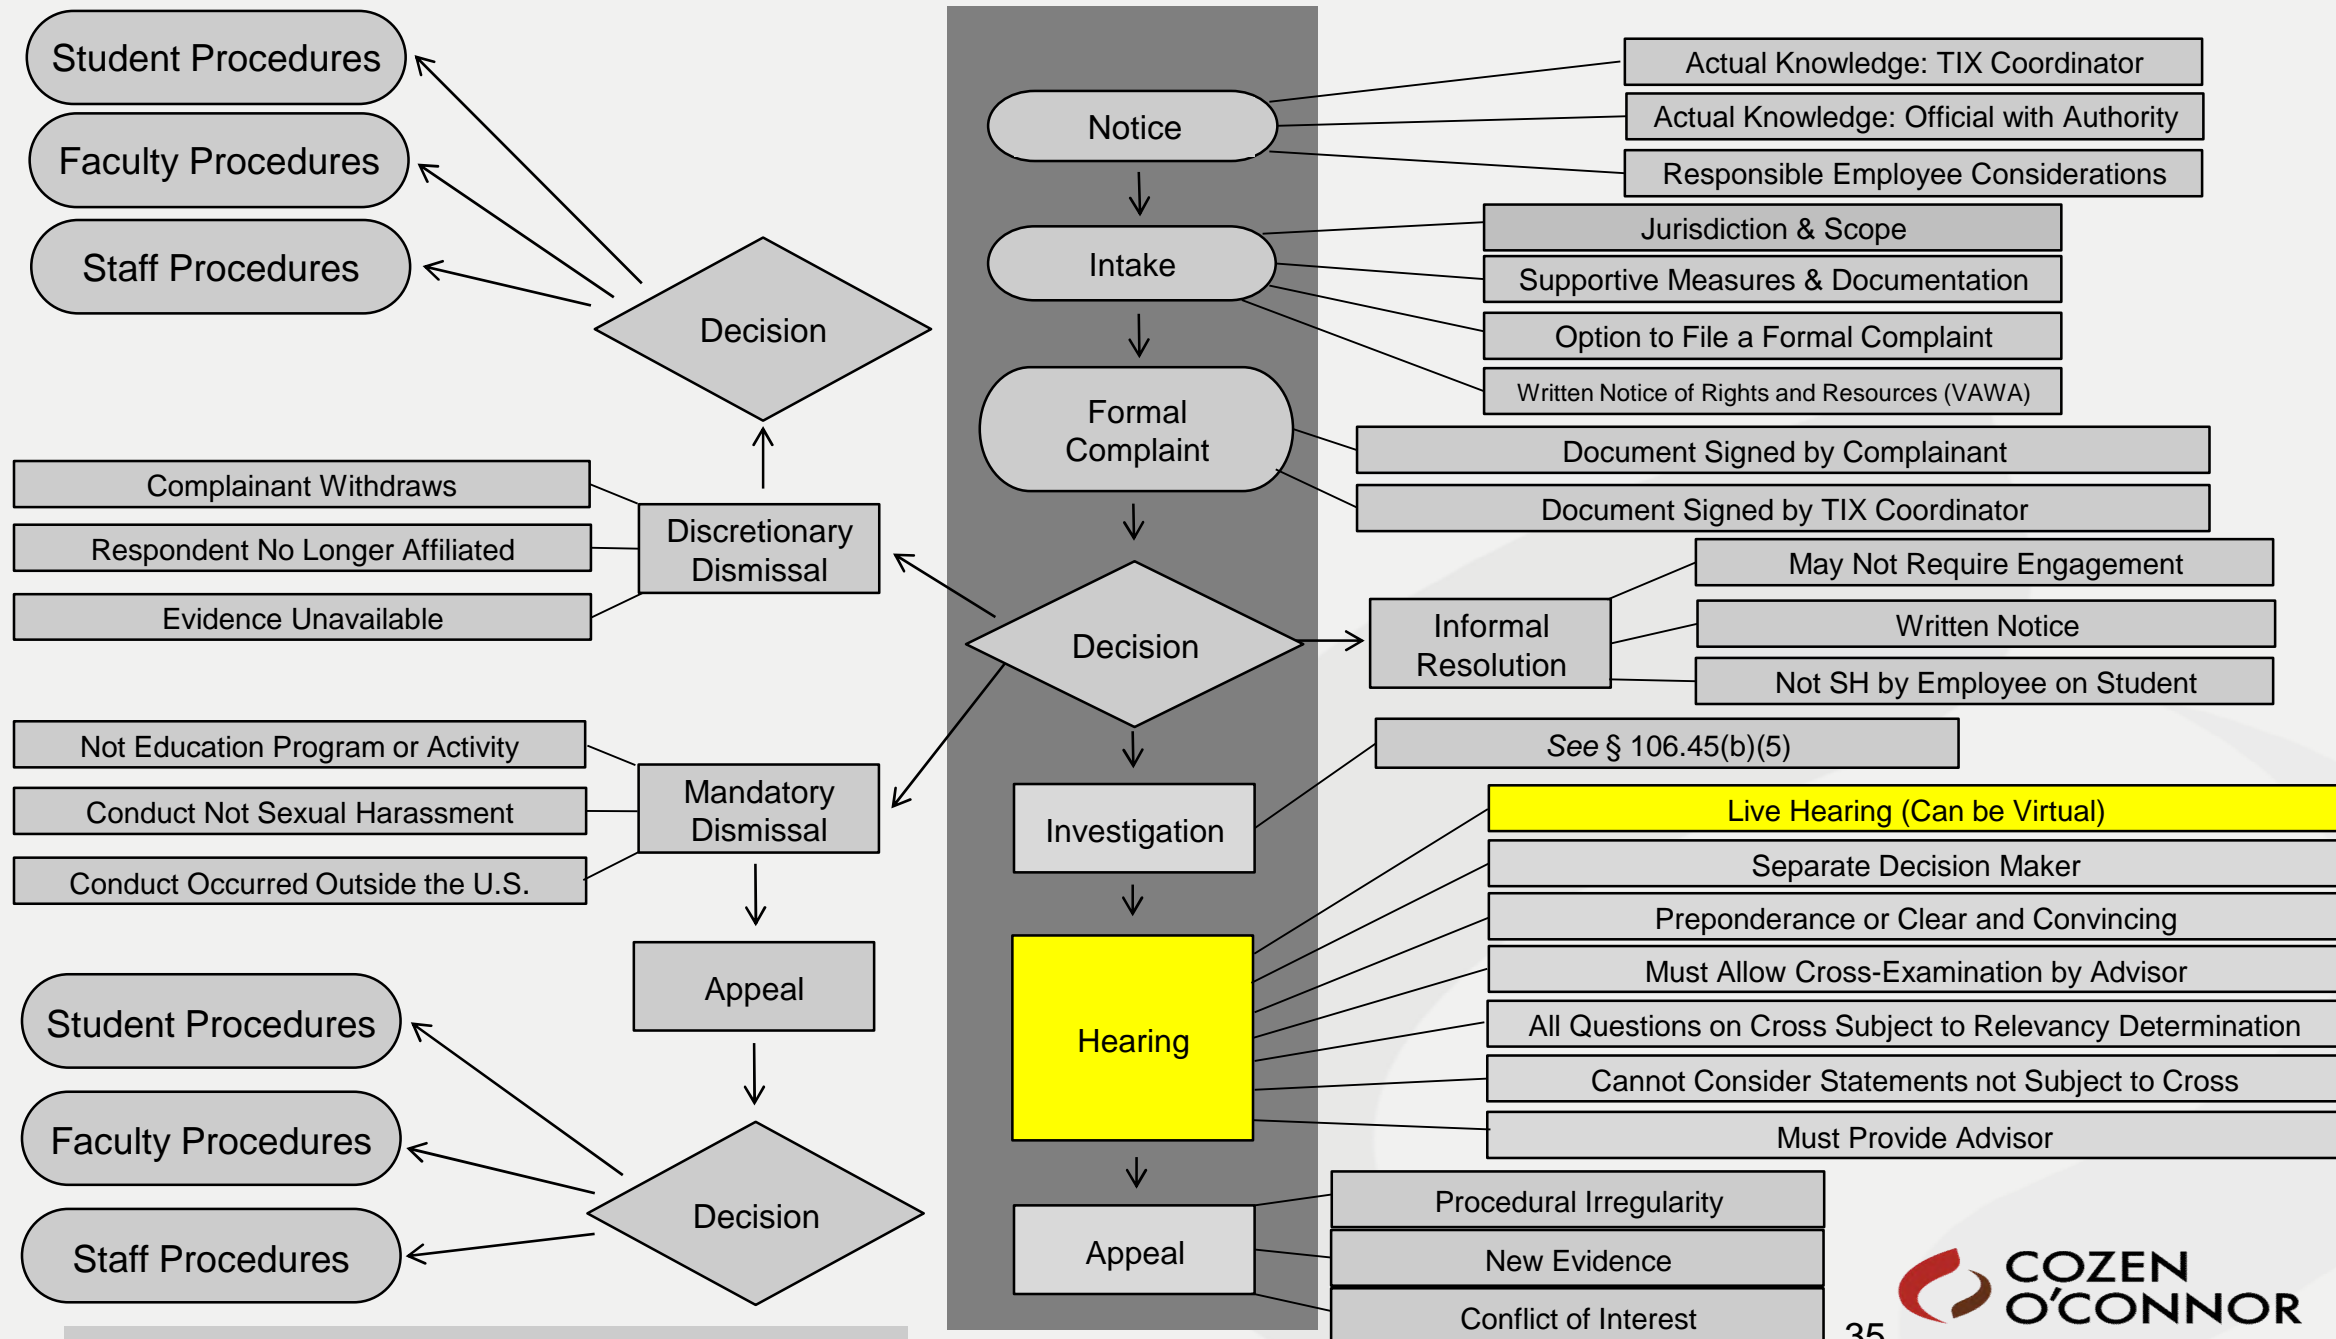 Student Procedures
Faculty Procedures
Staff Procedures
Decision
Complainant Withdraws
Respondent No Longer Affiliated
Evidence Unavailable
Discretionary
Dismissal
Not Education Program or Activity
Conduct Not Sexual Harassment
Conduct Occurred Outside the U.S.
Mandatory
Dismissal
Appeal
Student Procedures
Faculty Procedures
Staff Procedures
Decision
Notice
Intake
Formal
Complaint
Decision
Investigation
Hearing
Appeal
Actual Knowledge: TIX Coordinator
Actual Knowledge: Official with Authority
Responsible Employee Considerations
Jurisdiction & Scope
Supportive Measures & Documentation
Option to File a Formal Complaint
Written Notice of Rights and Resources (VAWA)
Document Signed by Complainant
Document Signed by TIX Coordinator
Informal
Resolution
May Not Require Engagement
Written Notice
Not SH by Employee on Student
See § 106.45(b)(5)
Live Hearing (Can be Virtual)
Separate Decision Maker
Preponderance or Clear and Convincing
Must Allow Cross-Examination by Advisor
All Questions on Cross Subject to Relevancy Determination
Cannot Consider Statements not Subject to Cross
Must Provide Advisor
Procedural Irregularity
New Evidence
Conflict of Interest
COZEN
O'CONNOR
35